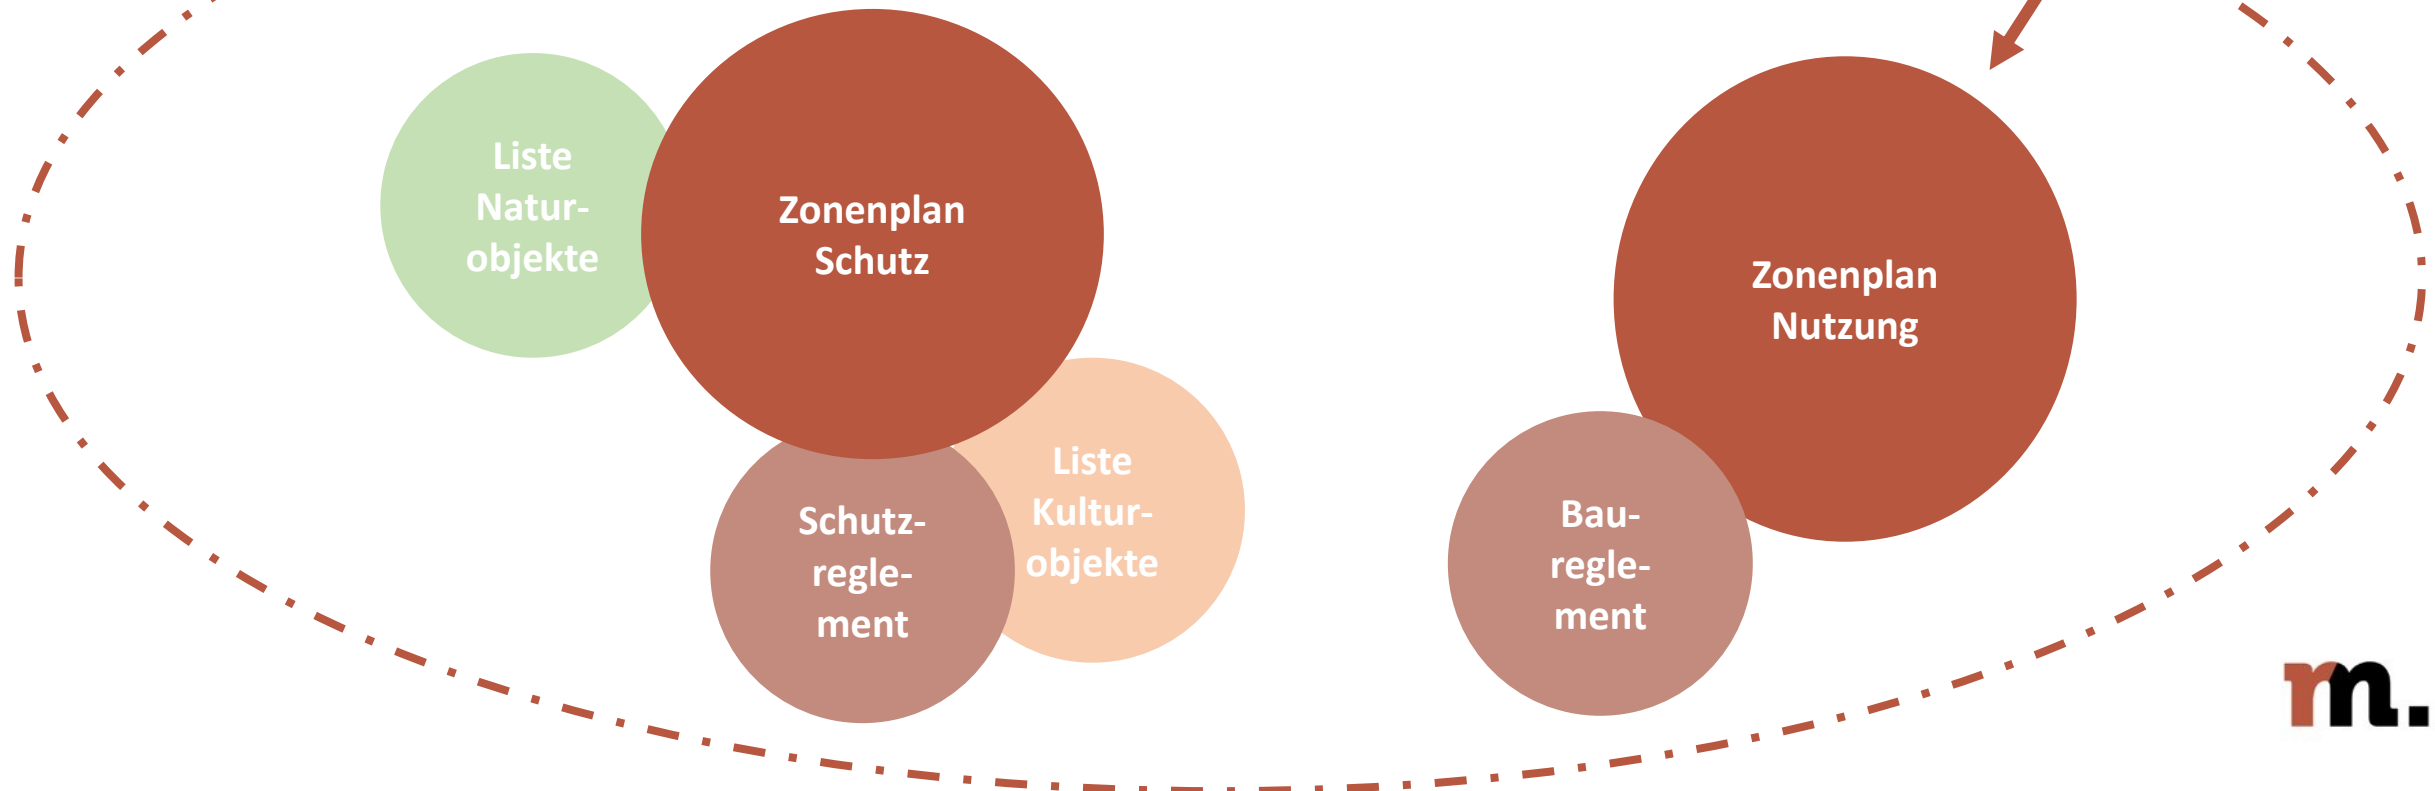 Liste
Natur-
objekte
Zonenplan
Schutz
Zonenplan
Nutzung
Liste
Kultur-
objekte
Schutz-
regle-
ment
Bau-
regle-
ment
m.